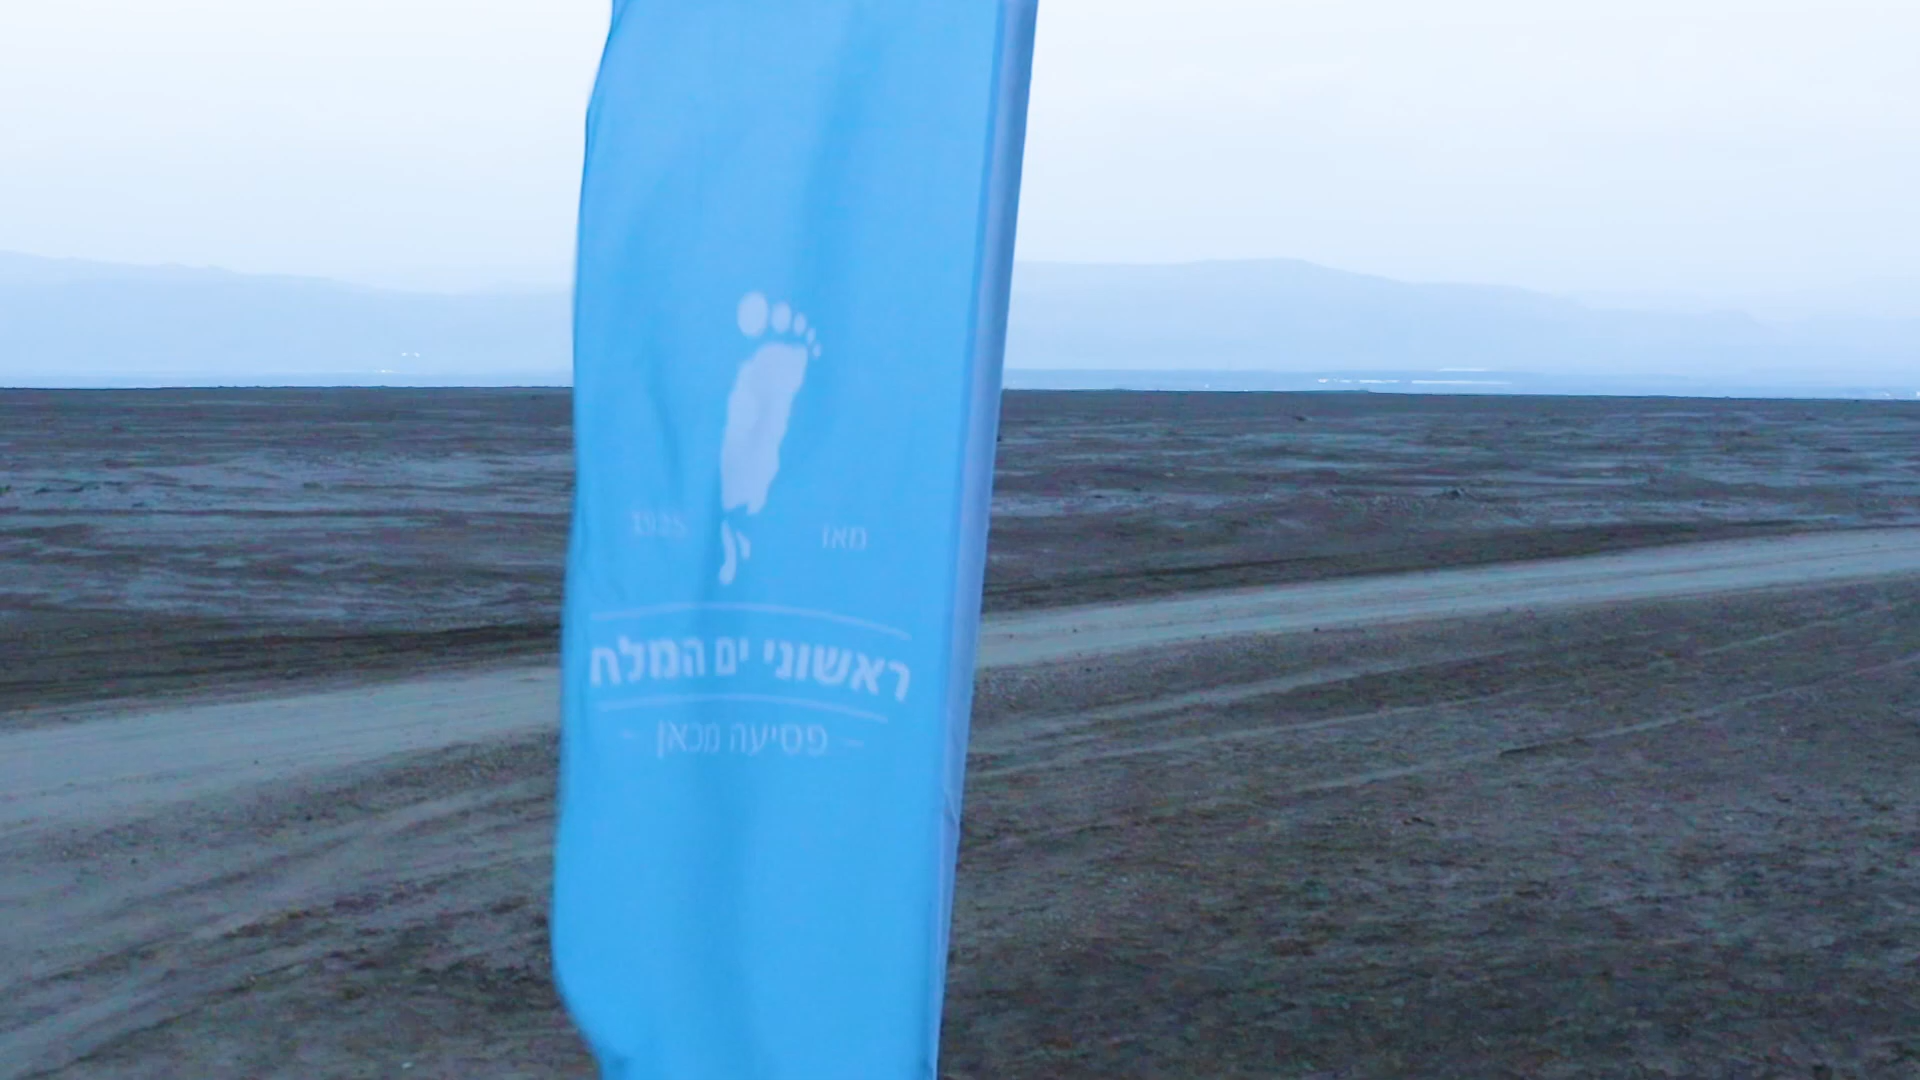 מאז
ראשוני ים המלח
- פסיעה מכאן -